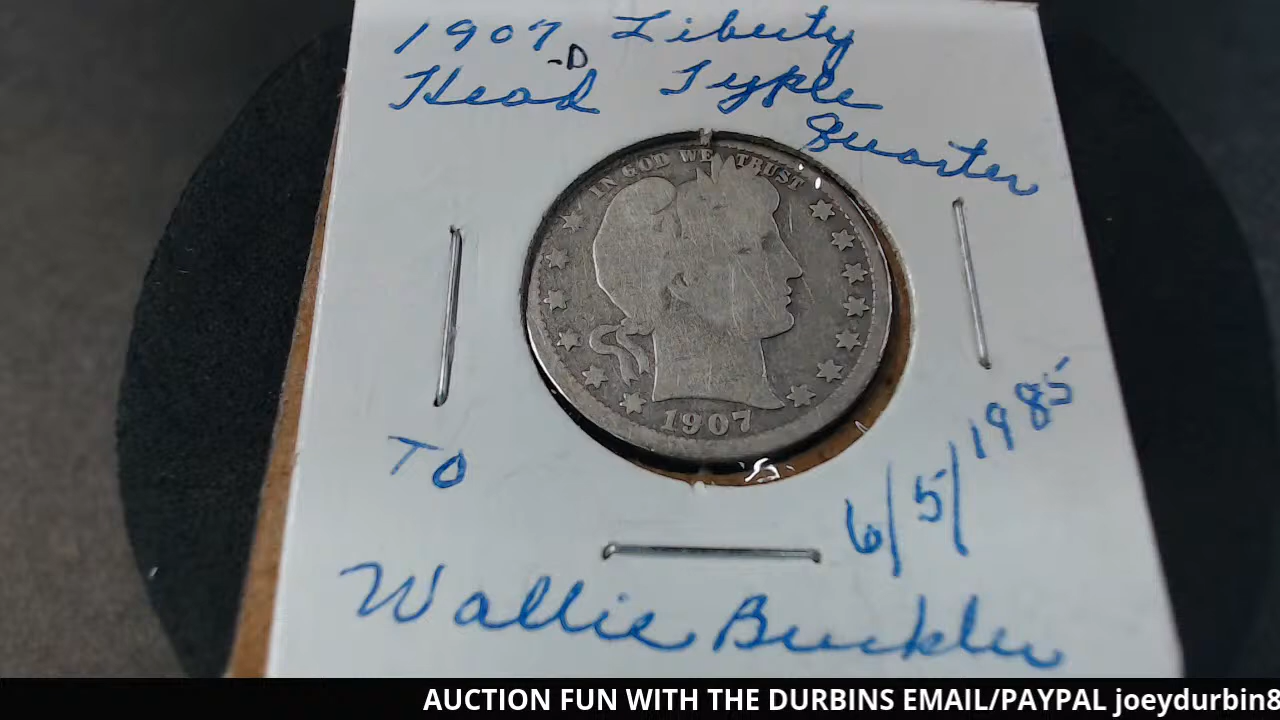 1907 Liberty
-D
Head Type
quarter
IN GOD WE TRUST
1907
TO
6/5/1985
Wallie Buckler
AUCTION FUN WITH THE DURBINS EMAIL/PAYPAL joeydurbin8